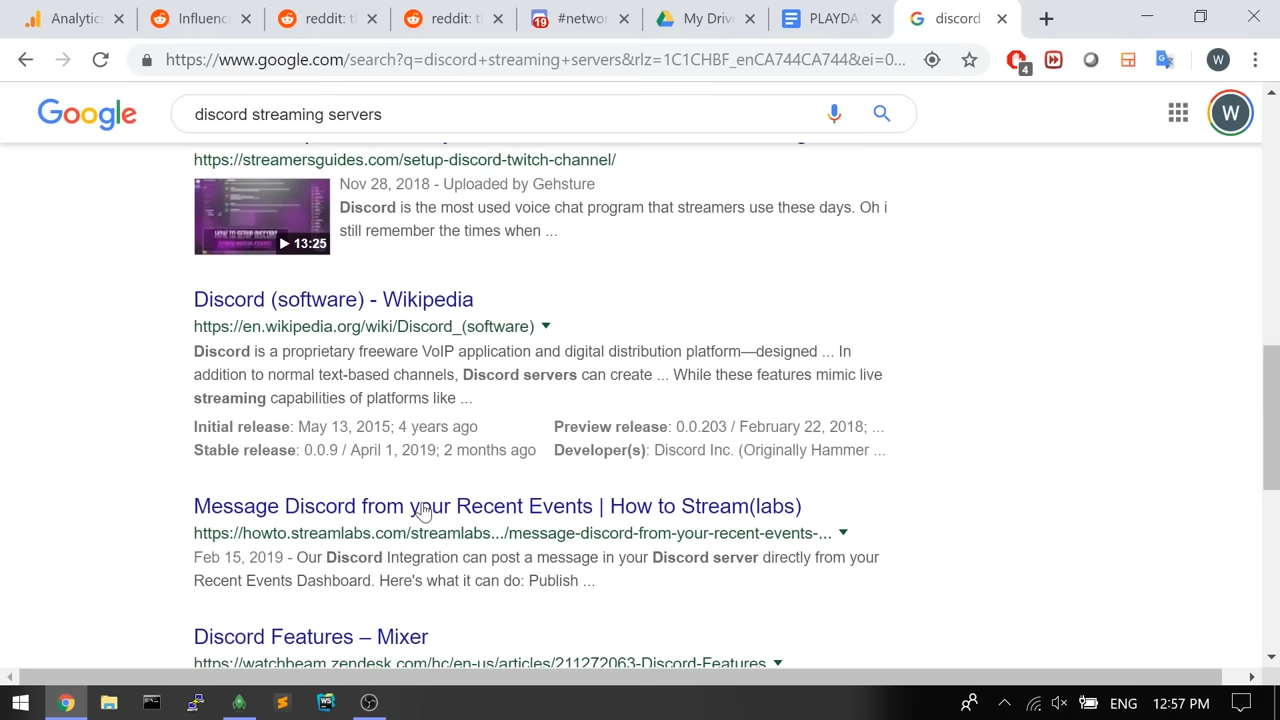 Analytic
Influenc
reddit: t
reddit: tl
19
#netwo
My Driv
PLAYDA
discord
https://www.google.com/search?q=discord+streaming+servers&rlz=1C1CHBF_enCA744CA744&ei=0...
4
W
Google
discord streaming servers
W
https://streamersguides.com/setup-discord-twitch-channel/
Nov 28, 2018 - Uploaded by Gehsture
Discord is the most used voice chat program that streamers use these days. Oh i
still remember the times when ...
HOW TO SETUP DISCORD
13:25
Discord (software) - Wikipedia
https://en.wikipedia.org/wiki/Discord_(software)
Discord is a proprietary freeware VoIP application and digital distribution platform—designed ... In
addition to normal text-based channels, Discord servers can create ... While these features mimic live
streaming capabilities of platforms like ...
Initial release: May 13, 2015; 4 years ago
Preview release: 0.0.203 / February 22, 2018; ...
Stable release: 0.0.9 / April 1, 2019; 2 months ago
Developer(s): Discord Inc. (Originally Hammer ...
Message Discord from your Recent Events | How to Stream(labs)
https://howto.streamlabs.com/streamlabs.../message-discord-from-your-recent-events-...
Feb 15, 2019 - Our Discord Integration can post a message in your Discord server directly from your
Recent Events Dashboard. Here's what it can do: Publish ...
Discord Features – Mixer
https://watchbeam.zendesk.com/hc/en-us/articles/211272063-Discord-Features
WS
ENG
12:57 PM